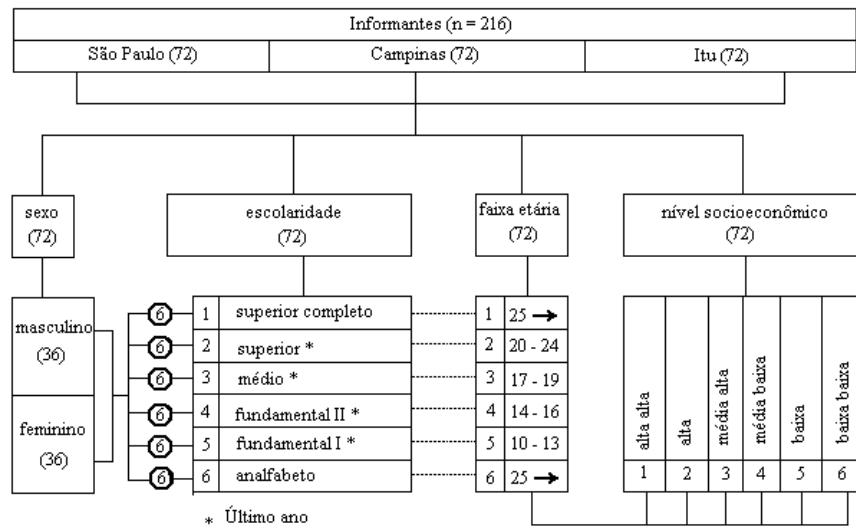 Informantes (n = 216)
São Paulo (72) Campinas (72) Itu (72)
sexo
(72)
escolaridade
(72)
faixa etária
(72)
nível socioeconômico
(72)
masculino
(36)
feminino
(36)
6 1 superior completo 1 25 →
6 2 superior * 2 20 - 24
6 3 médio * 3 17 - 19
6 4 fundamental II * 4 14 - 16
6 5 fundamental I * 5 10 - 13
6 6 analfabeto 6 25 →
alta alta
alta
média alta
média baixa
baixa
baixa baixa
1 2 3 4 5 6
* Último ano